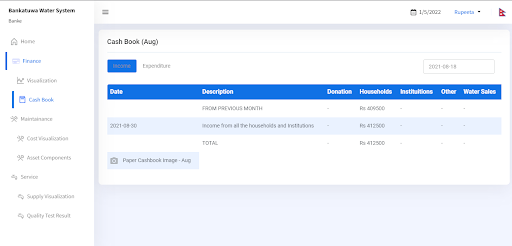 Bankatuwa Water System
Banke
1/5/2022
Rupeeta
Home
Finance
Visualization
Cash Book
Maintainance
Cost Visualization
Asset Components
Service
Supply Visualization
Quality Test Result
Cash Book (Aug)
Income Expenditure
2021-08-18
Date Description Donation Households Instituitions Other Water Sales
FROM PREVIOUS MONTH - Rs 409500 - - -
2021-08-30 Income from all the households and Institutions - Rs 412500 - - -
TOTAL - Rs 412500 - - -
Paper Cashbook Image - Aug